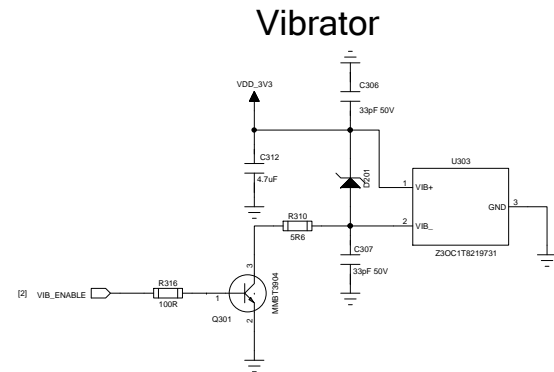 Vibrator
VDD_3V3
C306
33pF 50V
C312
4.7uF
D201
U303
1
VIB+
GND
3
2
VIB_
Z3OC1T8219731
R310
5R6
C307
33pF 50V
3
MMBT3904
[2]
VIB_ENABLE
R316
100R
1
Q301
2